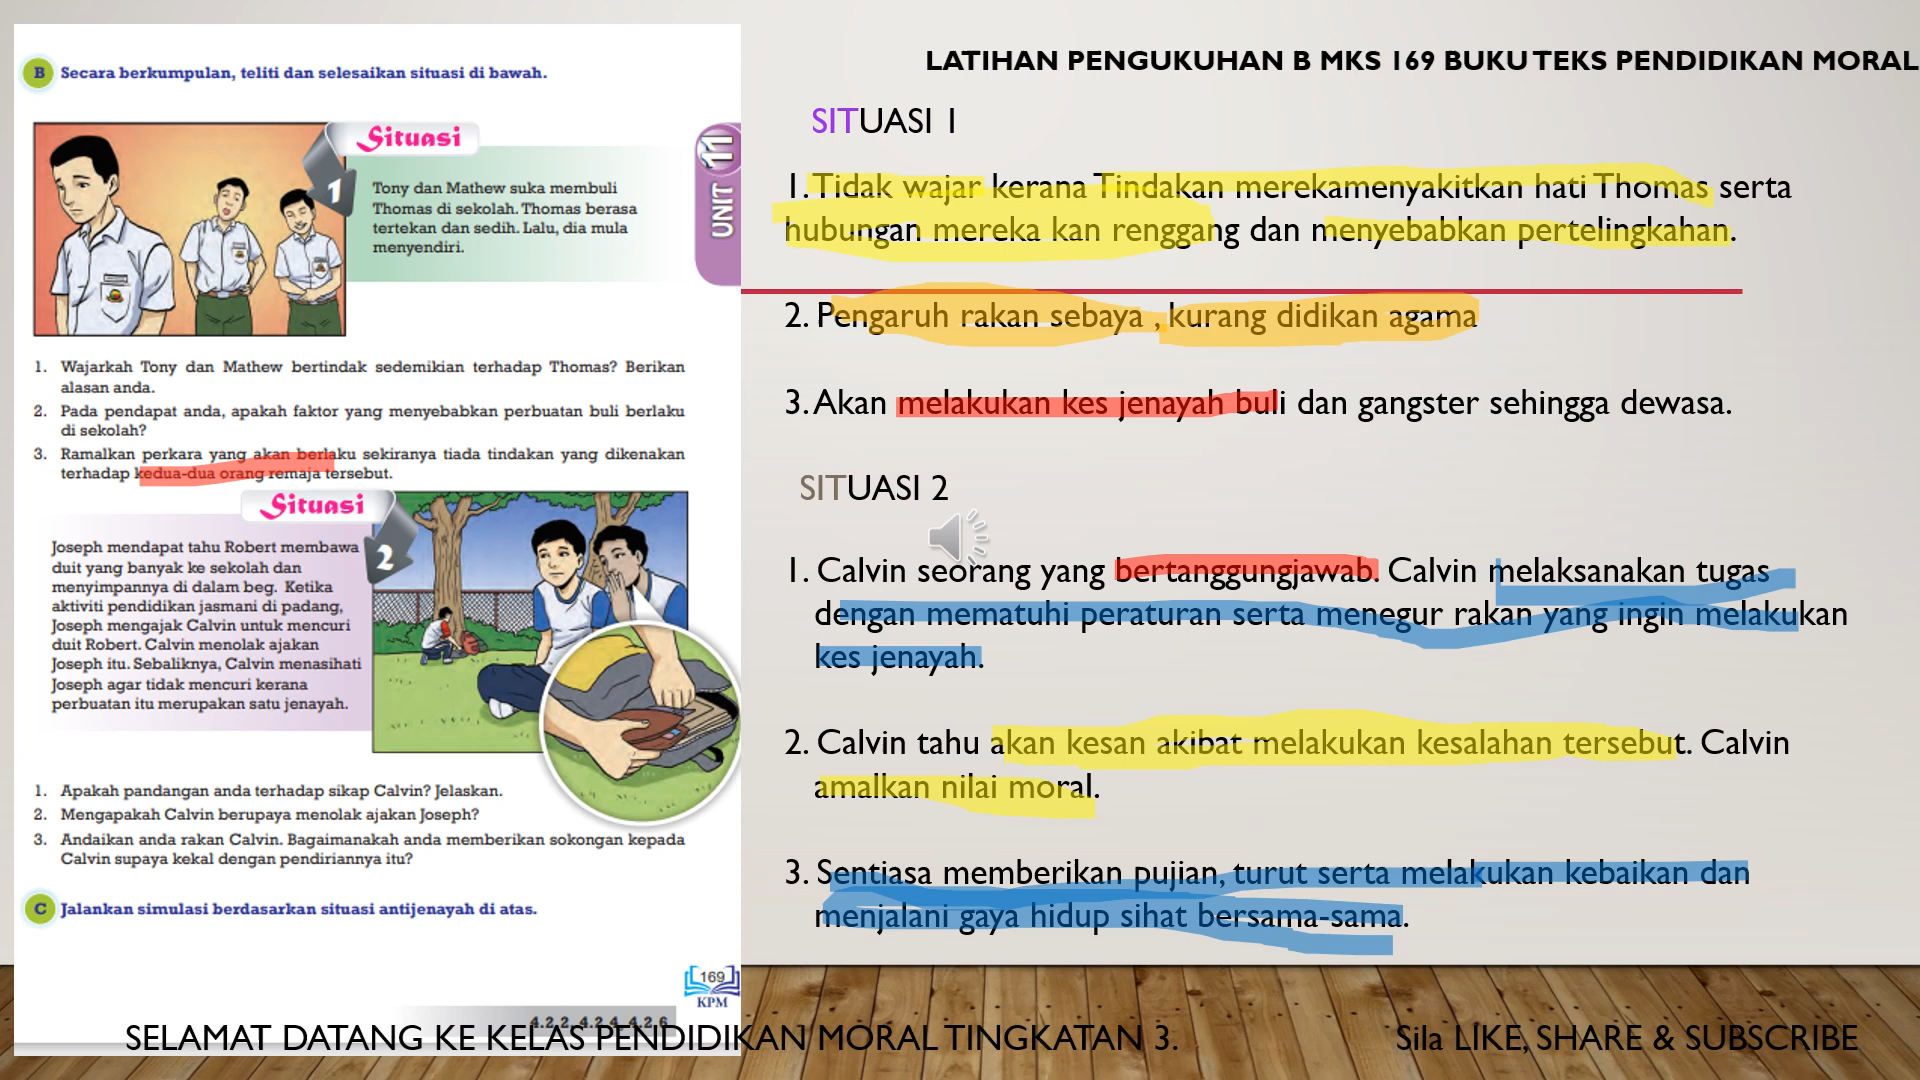 B Secara berkumpulan, teliti dan selesaikan situasi di bawah.
Situasi
1
Tony dan Mathew suka membuli
Thomas di sekolah. Thomas berasa
tertekan dan sedih. Lalu, dia mula
menyendiri.
UNIT 11
1. Wajarkah Tony dan Mathew bertindak sedemikian terhadap Thomas? Berikan
alasan anda.
2. Pada pendapat anda, apakah faktor yang menyebabkan perbuatan buli berlaku
di sekolah?
3. Ramalkan perkara yang akan berlaku sekiranya tiada tindakan yang dikenakan
terhadap kedua-dua orang remaja tersebut.
Situasi
2
Joseph mendapat tahu Robert membawa
duit yang banyak ke sekolah dan
menyimpannya di dalam beg. Ketika
aktiviti pendidikan jasmani di padang,
Joseph mengajak Calvin untuk mencuri
duit Robert. Calvin menolak ajakan
Joseph itu. Sebaliknya, Calvin menasihati
Joseph agar tidak mencuri kerana
perbuatan itu merupakan satu jenayah.
1. Apakah pandangan anda terhadap sikap Calvin? Jelaskan.
2. Mengapakah Calvin berupaya menolak ajakan Joseph?
3. Andaikan anda rakan Calvin. Bagaimanakah anda memberikan sokongan kepada
Calvin supaya kekal dengan pendiriannya itu?
C Jalankan simulasi berdasarkan situasi antijenayah di atas.
169
KPM
4.2.2, 4.2.4, 4.2.6
LATIHAN PENGUKUHAN B MKS 169 BUKU TEKS PENDIDIKAN MORAL
SITUASI 1
1. Tidak wajar kerana Tindakan merekamenyakitkan hati Thomas serta
hubungan mereka kan renggang dan menyebabkan pertelingkahan.
2. Pengaruh rakan sebaya , kurang didikan agama
3. Akan melakukan kes jenayah buli dan gangster sehingga dewasa.
SITUASI 2
1. Calvin seorang yang bertanggungjawab. Calvin melaksanakan tugas
dengan mematuhi peraturan serta menegur rakan yang ingin melakukan
kes jenayah.
2. Calvin tahu akan kesan akibat melakukan kesalahan tersebut. Calvin
amalkan nilai moral.
3. Sentiasa memberikan pujian, turut serta melakukan kebaikan dan
menjalani gaya hidup sihat bersama-sama.
SELAMAT DATANG KE KELAS PENDIDIKAN MORAL TINGKATAN 3.
Sila LIKE, SHARE & SUBSCRIBE